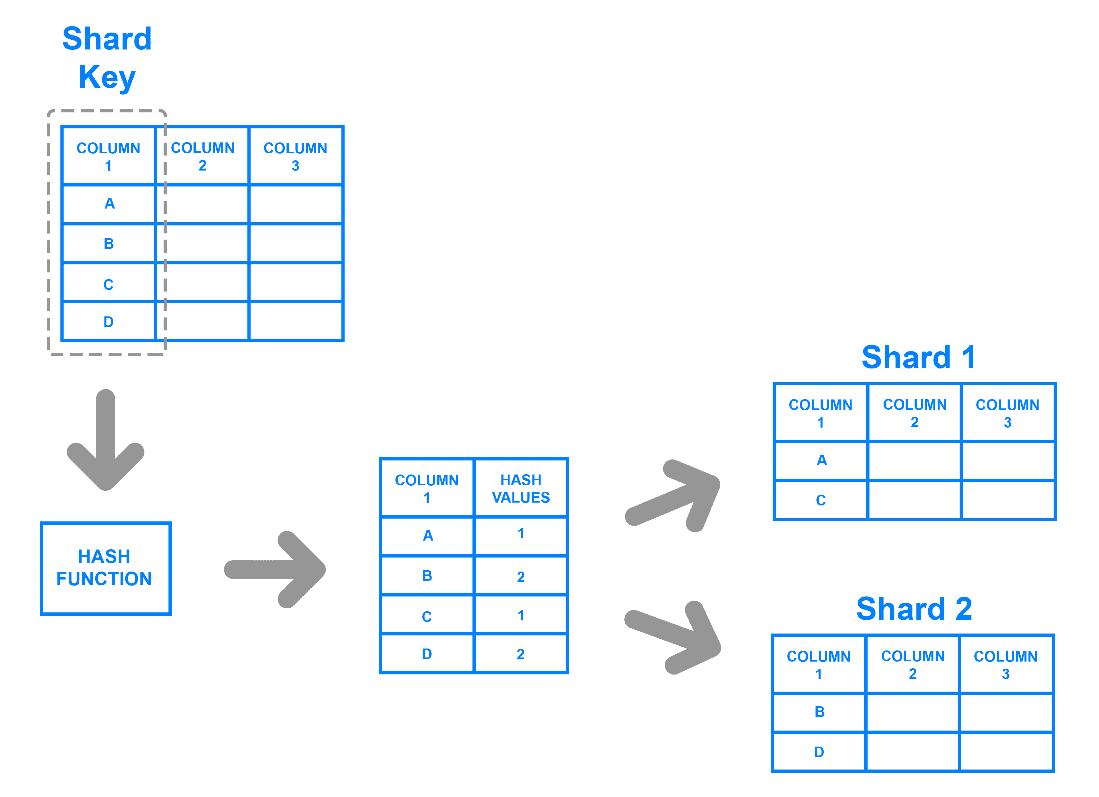 Shard
Key
COLUMN
1
COLUMN
2
COLUMN
3
A
B
C
D
HASH
FUNCTION
COLUMN
1
HASH
VALUES
A
1
B
2
C
1
D
2
Shard 1
COLUMN
1
COLUMN
2
COLUMN
3
A
C
Shard 2
COLUMN
1
COLUMN
2
COLUMN
3
B
D